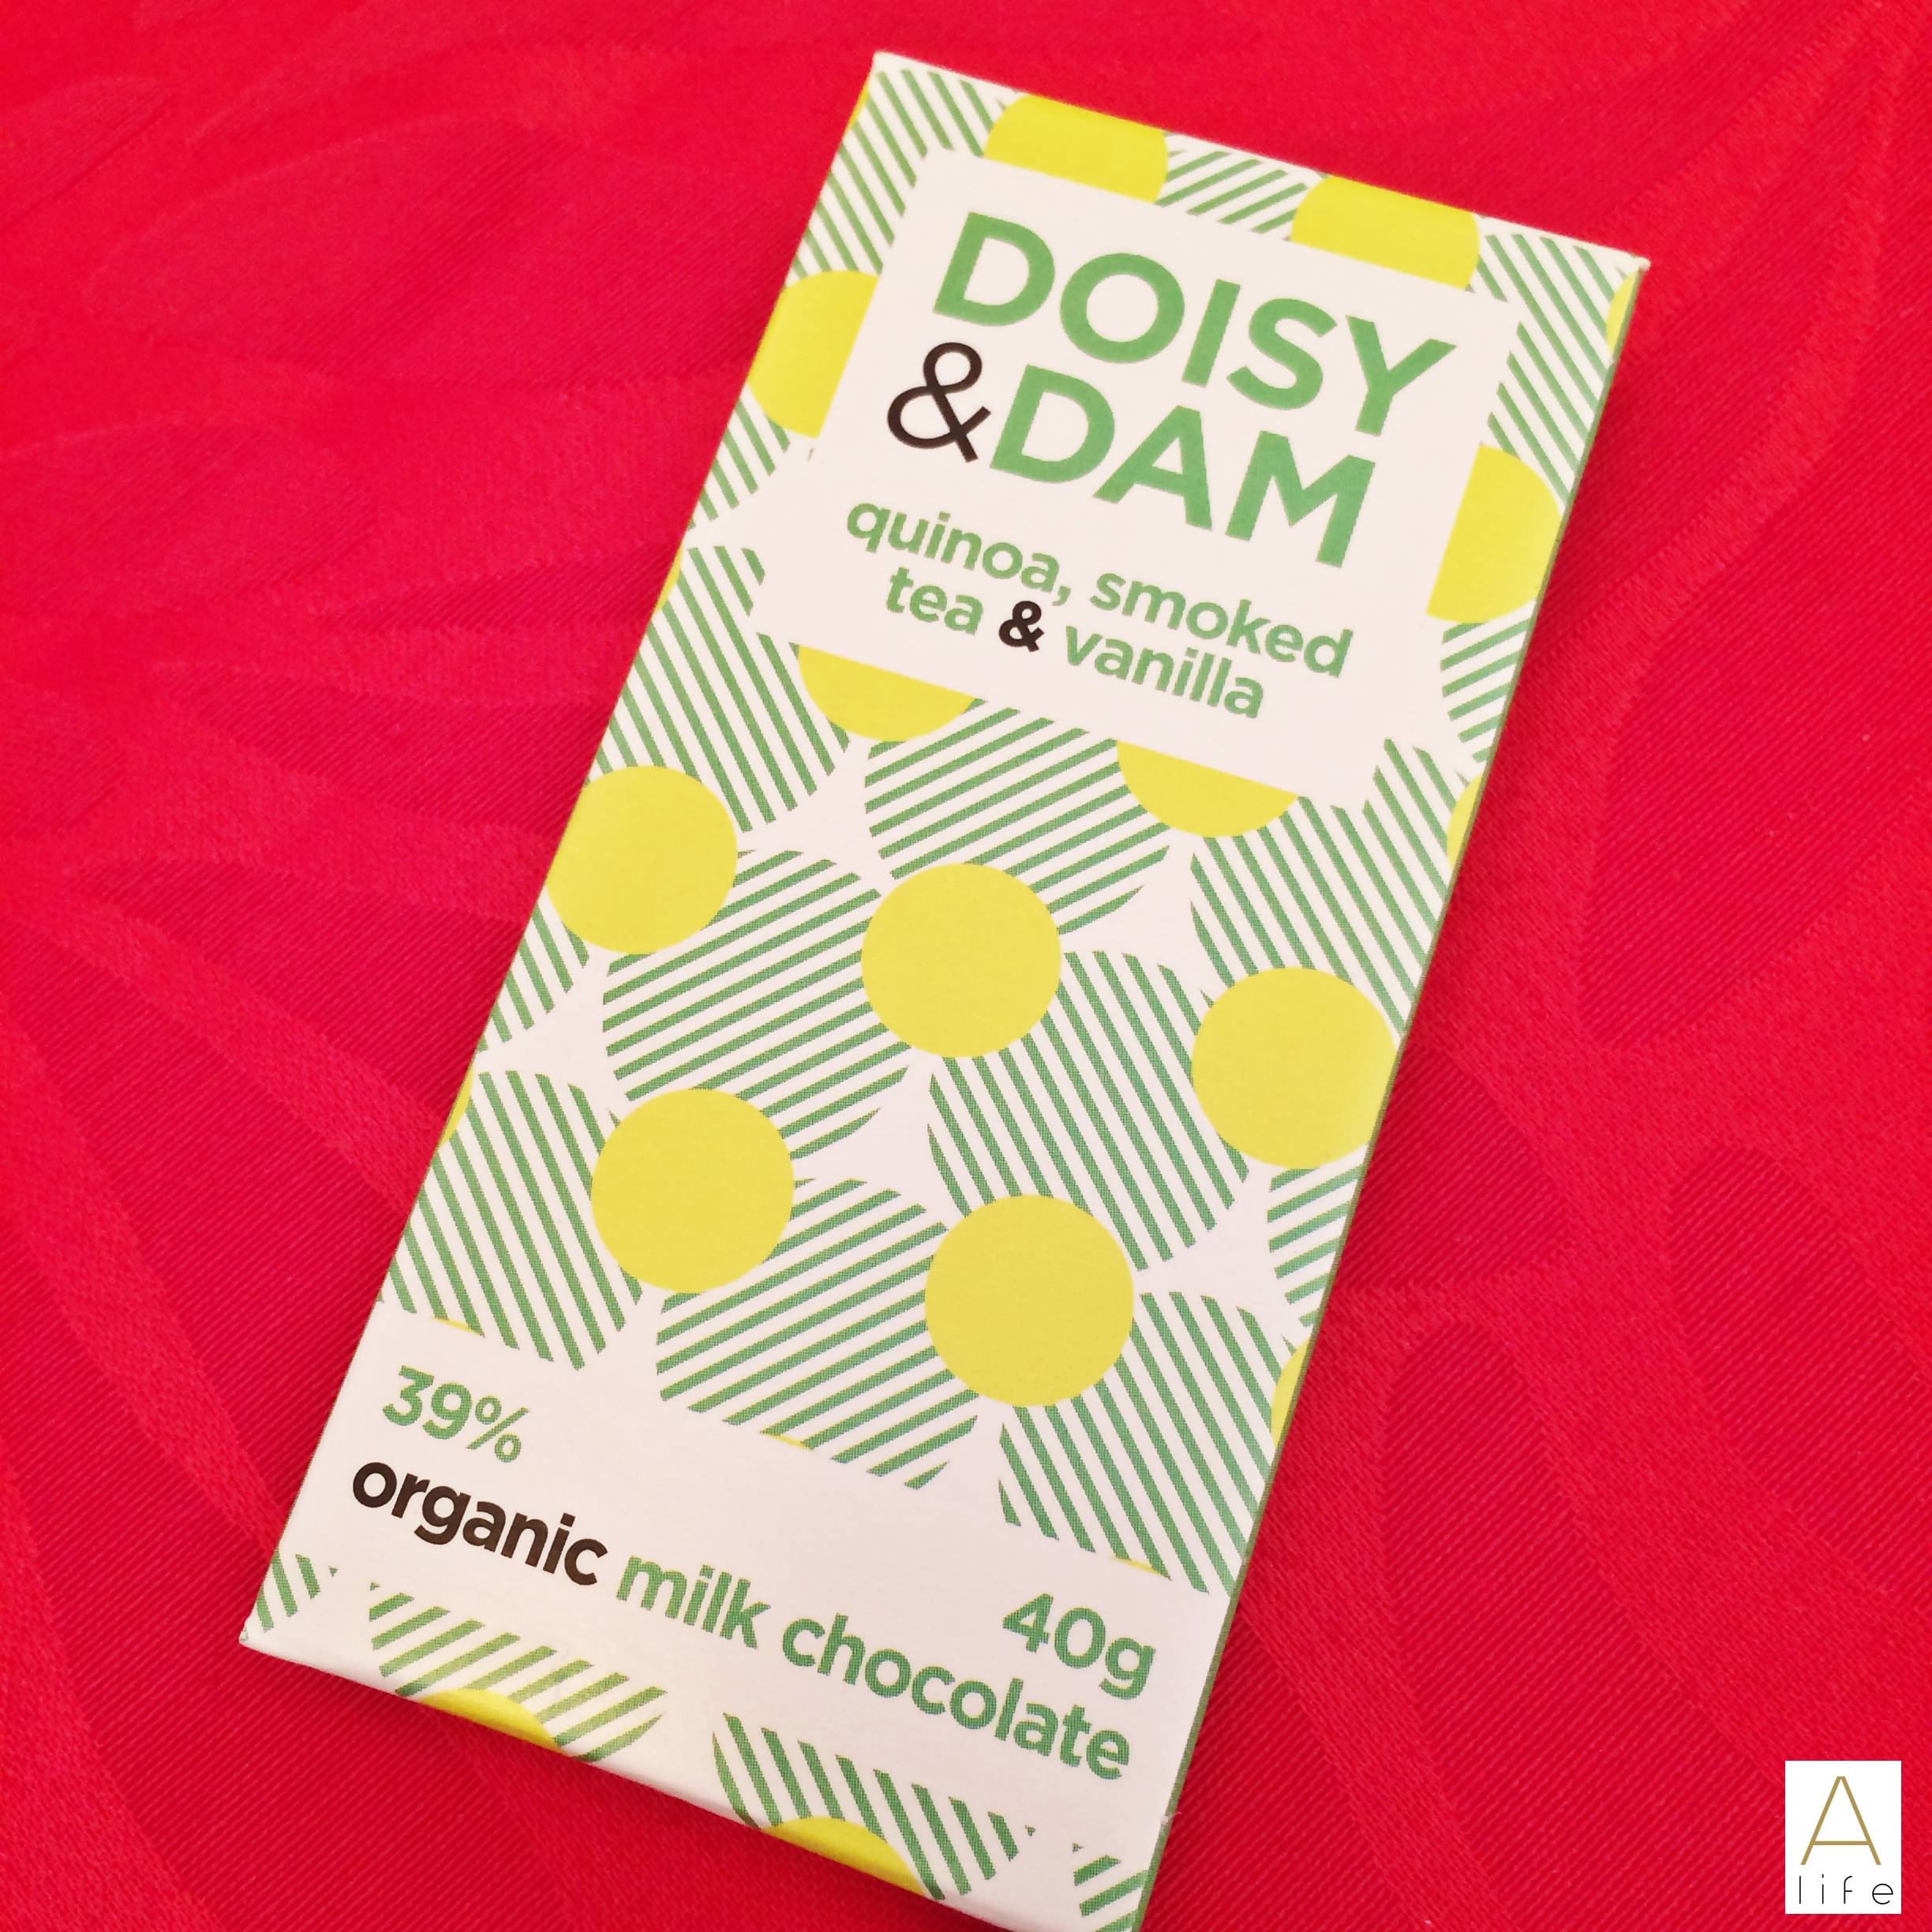 DOISY
&DAM
quinoa, smoked
tea & vanilla
39%
40g
organic milk chocolate
A
life